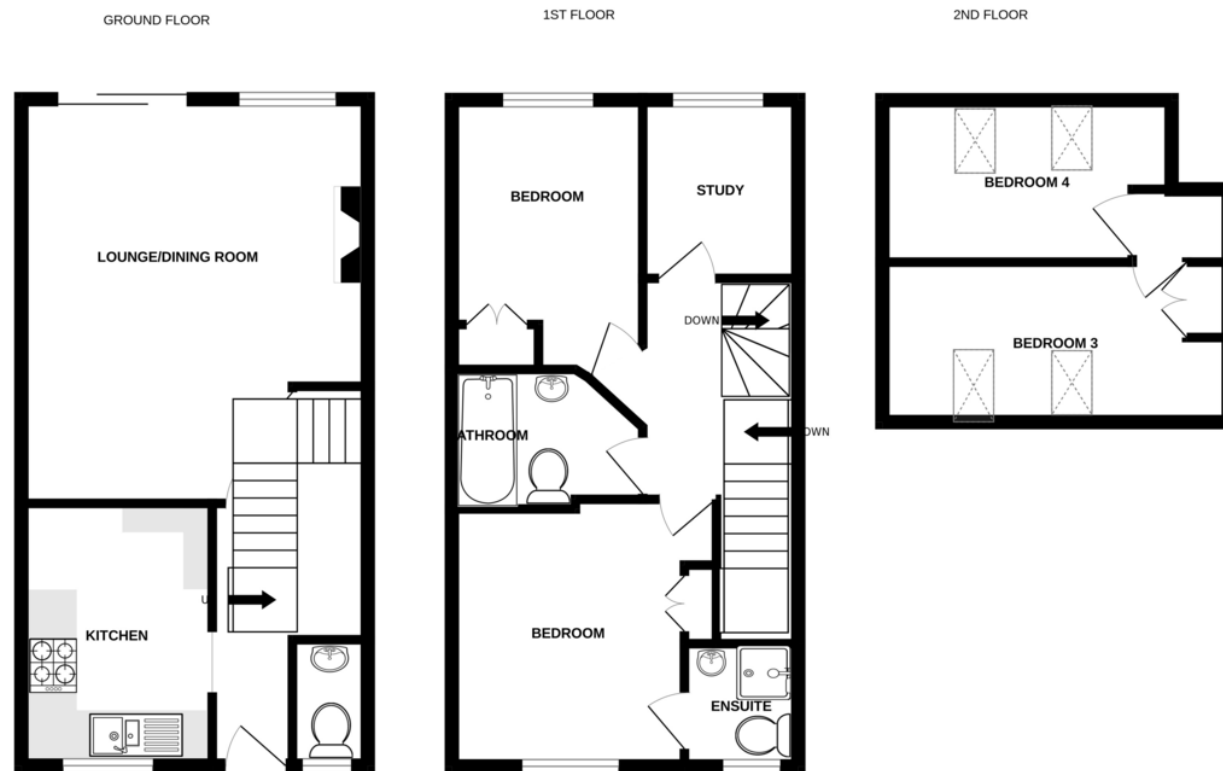 GROUND FLOOR
1ST FLOOR
2ND FLOOR
LOUNGE/DINING ROOM
KITCHEN
U
BEDROOM
STUDY
DOWN
ATHROOM
OWN
BEDROOM
ENSUITE
BEDROOM 4
BEDROOM 3